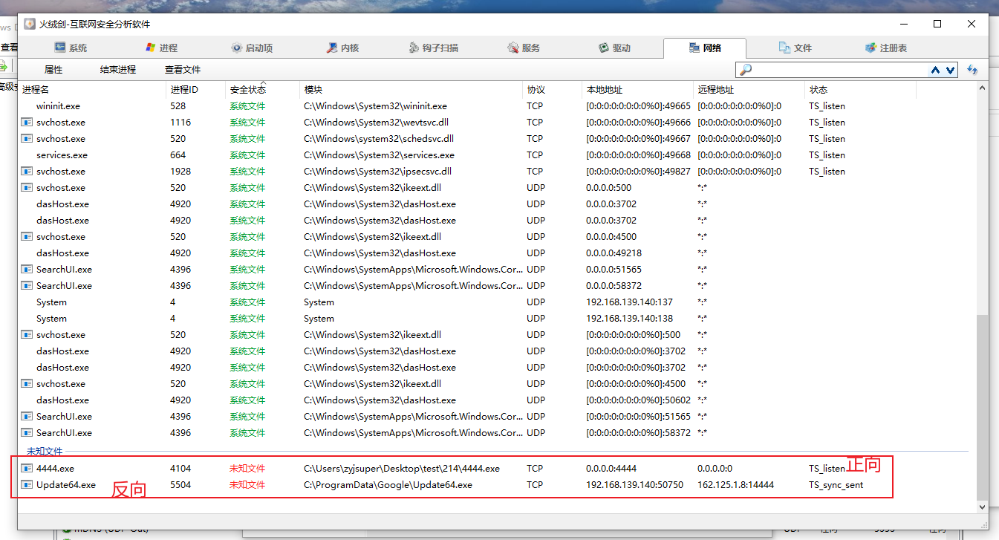 ws D
火绒剑-互联网安全分析软件
查看
系统 进程 启动项 内核 钩子扫描 服务 驱动 网络 文件 注册表
属性 结束进程 查看文件
高级安
进程名 进程ID 安全状态 模块 协议 本地地址 远程地址 状态
wininit.exe 528 系统文件 C:\Windows\System32\wininit.exe TCP [0:0:0:0:0:0:0%0]:49665 [0:0:0:0:0:0:0%0]:0 TS_listen
svchost.exe 1116 系统文件 C:\Windows\System32\wevtsvc.dll TCP [0:0:0:0:0:0:0%0]:49666 [0:0:0:0:0:0:0%0]:0 TS_listen
svchost.exe 520 系统文件 C:\Windows\system32\schedsvc.dll TCP [0:0:0:0:0:0:0%0]:49667 [0:0:0:0:0:0:0%0]:0 TS_listen
services.exe 664 系统文件 C:\Windows\System32\services.exe TCP [0:0:0:0:0:0:0%0]:49668 [0:0:0:0:0:0:0%0]:0 TS_listen
svchost.exe 1928 系统文件 C:\Windows\System32\ipsecsvc.dll TCP [0:0:0:0:0:0:0%0]:49827 [0:0:0:0:0:0:0%0]:0 TS_listen
svchost.exe 520 系统文件 C:\Windows\System32\ikeext.dll UDP 0.0.0.0:500 *:*
dasHost.exe 4920 系统文件 C:\Windows\System32\dasHost.exe UDP 0.0.0.0:3702 *:*
dasHost.exe 4920 系统文件 C:\Windows\System32\dasHost.exe UDP 0.0.0.0:3702 *:*
svchost.exe 520 系统文件 C:\Windows\System32\ikeext.dll UDP 0.0.0.0:4500 *:*
dasHost.exe 4920 系统文件 C:\Windows\System32\dasHost.exe UDP 0.0.0.0:49218 *:*
SearchUI.exe 4396 系统文件 C:\Windows\SystemApps\Microsoft.Windows.Cor... UDP 0.0.0.0:51565 *:*
SearchUI.exe 4396 系统文件 C:\Windows\SystemApps\Microsoft.Windows.Cor... UDP 0.0.0.0:58372 *:*
System 4 系统文件 System UDP 192.168.139.140:137 *:*
System 4 系统文件 System UDP 192.168.139.140:138 *:*
svchost.exe 520 系统文件 C:\Windows\System32\ikeext.dll UDP [0:0:0:0:0:0:0%0]:500 *:*
dasHost.exe 4920 系统文件 C:\Windows\System32\dasHost.exe UDP [0:0:0:0:0:0:0%0]:3702 *:*
dasHost.exe 4920 系统文件 C:\Windows\System32\dasHost.exe UDP [0:0:0:0:0:0:0%0]:3702 *:*
svchost.exe 520 系统文件 C:\Windows\System32\ikeext.dll UDP [0:0:0:0:0:0:0%0]:4500 *:*
dasHost.exe 4920 系统文件 C:\Windows\System32\dasHost.exe UDP [0:0:0:0:0:0:0%0]:50602 *:*
SearchUI.exe 4396 系统文件 C:\Windows\SystemApps\Microsoft.Windows.Cor... UDP [0:0:0:0:0:0:0%0]:51565 *:*
SearchUI.exe 4396 系统文件 C:\Windows\SystemApps\Microsoft.Windows.Cor... UDP [0:0:0:0:0:0:0%0]:58372 *:*
未知文件
4444.exe 4104 未知文件 C:\Users\zyjsuper\Desktop\test\214\4444.exe TCP 0.0.0.0:4444 0.0.0.0:0 TS_listen 正向
Update64.exe 反向 5504 未知文件 C:\ProgramData\Google\Update64.exe TCP 192.168.139.140:50750 162.125.1.8:14444 TS_sync_sent
mDNS (UDP-Out) UDP 任何 5353 任何